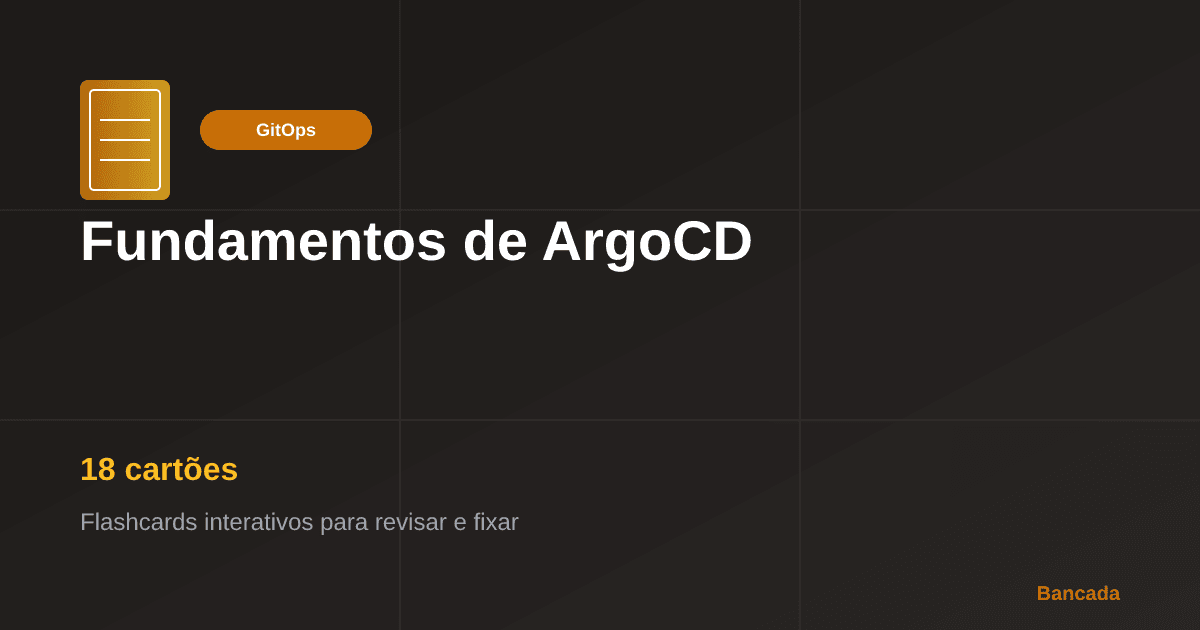 GitOps
Fundamentos de ArgoCD
18 cartões
Flashcards interativos para revisar e fixar
Bancada